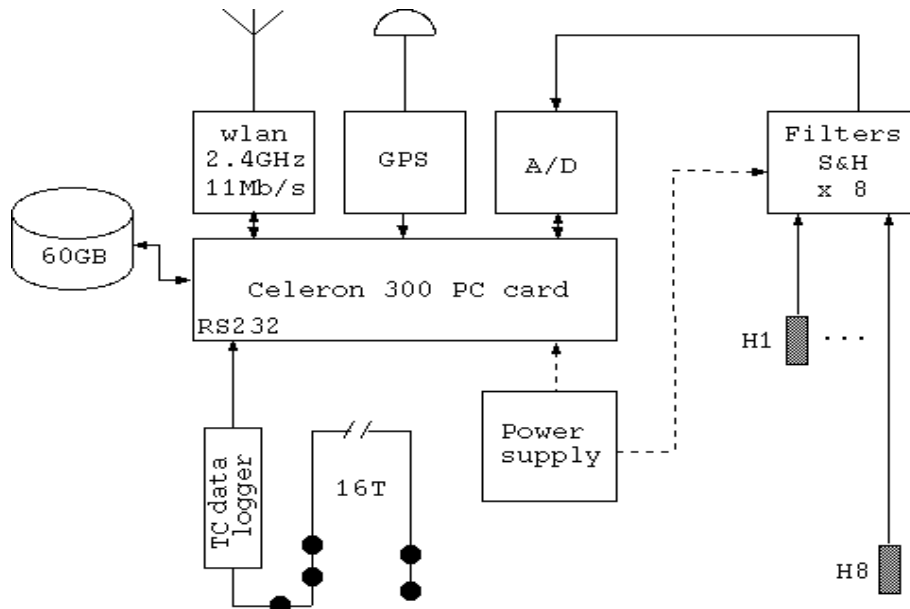 wlan
2.4GHz
11Mb/s
GPS
A/D
Filters
S&H
x 8
60GB
Celeron 300 PC card
RS232
H1
...
Power
supply
TC data
logger
16T
H8